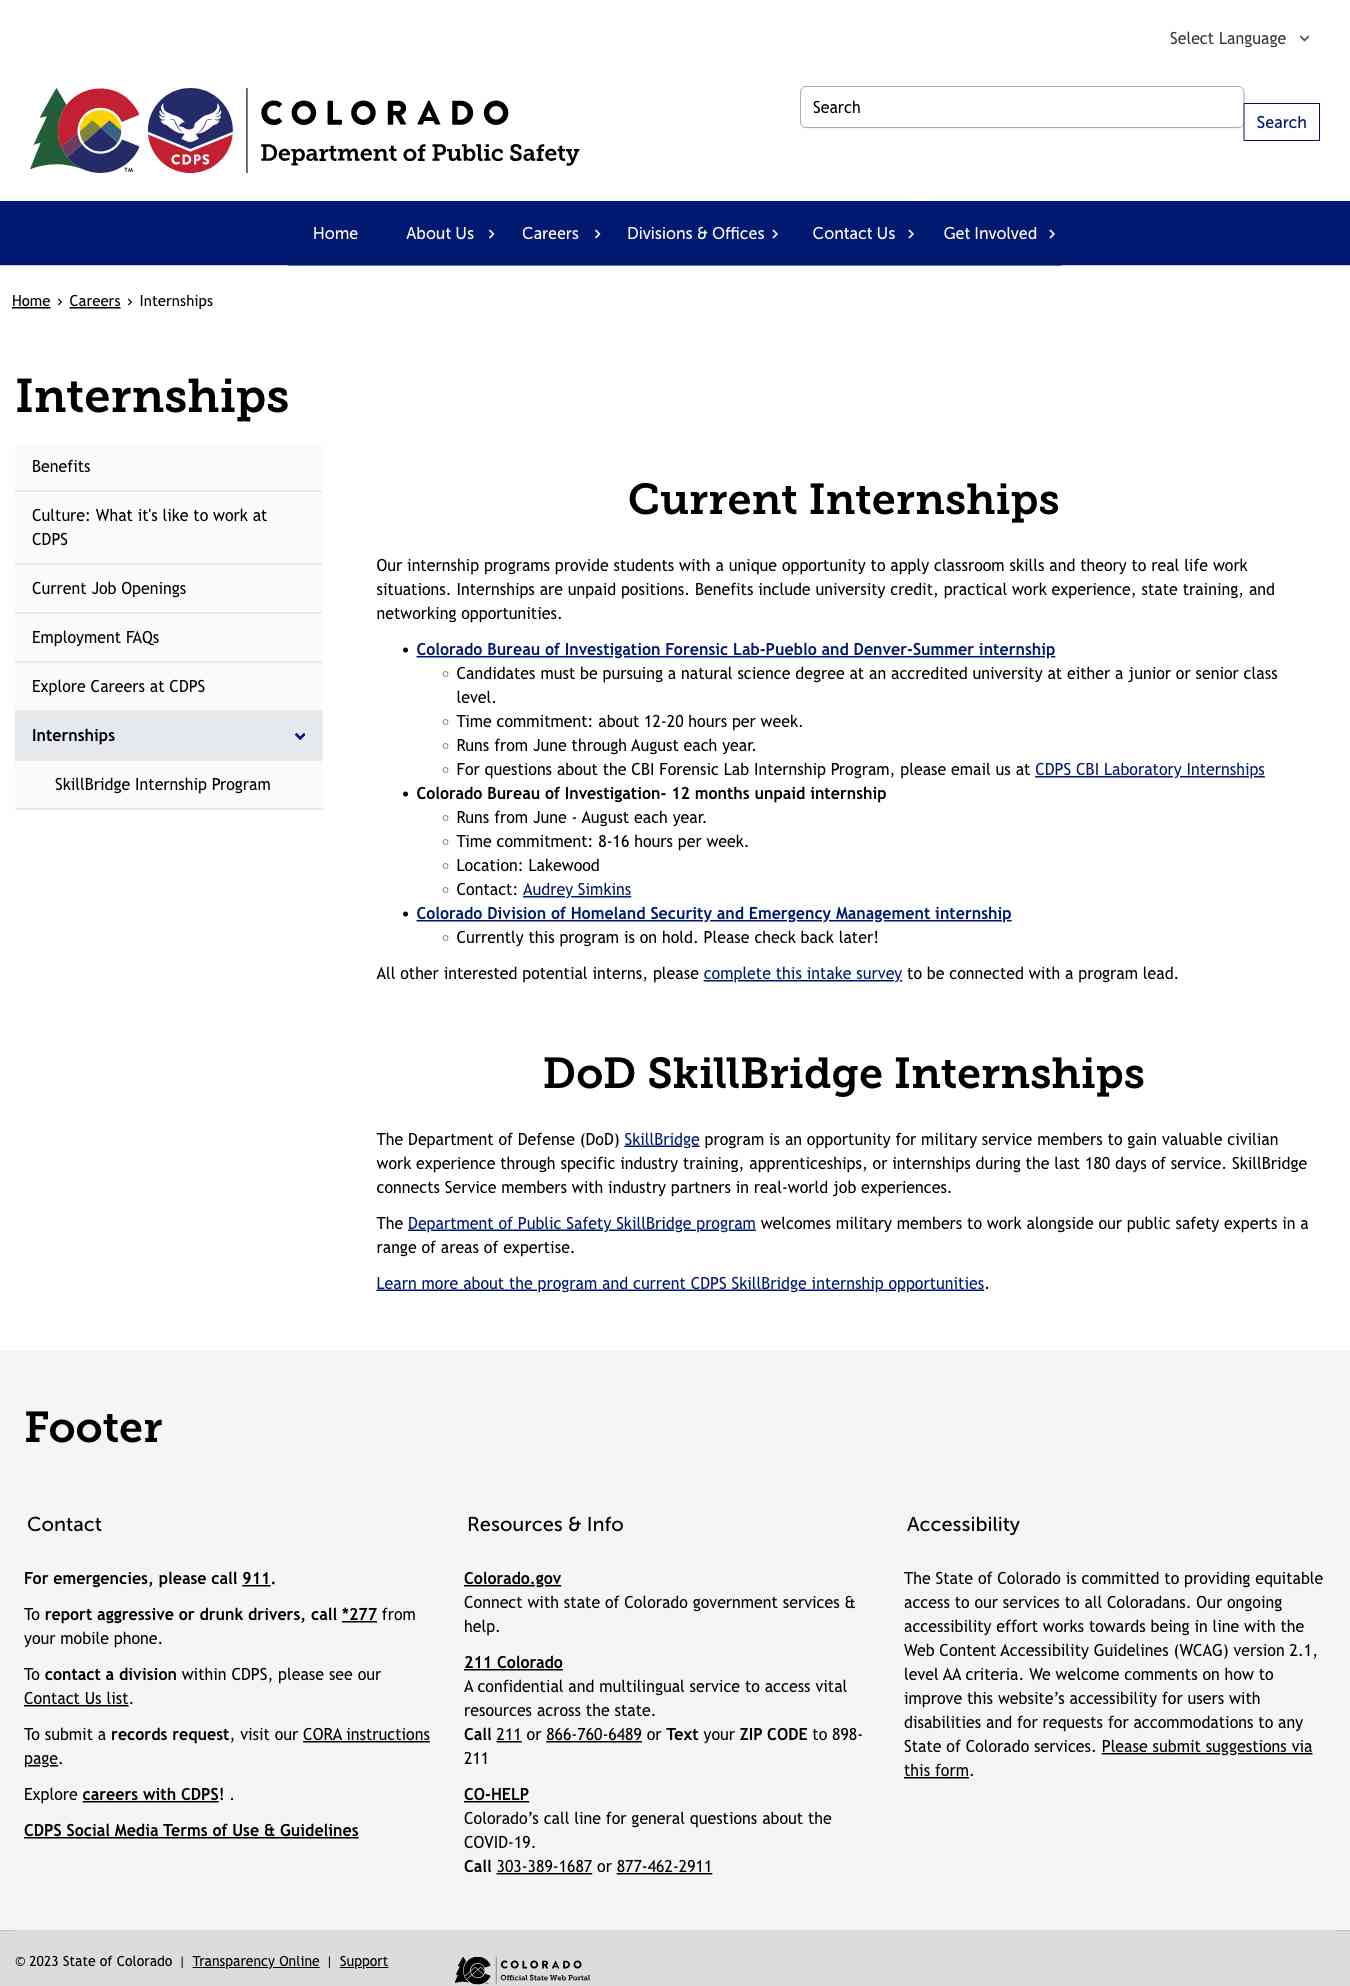 Select Language
COLORADO
Department of Public Safety
CDPS
TM
Search
Search
Home About Us Careers Divisions & Offices Contact Us Get Involved
Home › Careers › Internships
Internships
Benefits
Culture: What it's like to work at
CDPS
Current Job Openings
Employment FAQs
Explore Careers at CDPS
Internships
SkillBridge Internship Program
Current Internships
Our internship programs provide students with a unique opportunity to apply classroom skills and theory to real life work
situations. Internships are unpaid positions. Benefits include university credit, practical work experience, state training, and
networking opportunities.
• Colorado Bureau of Investigation Forensic Lab-Pueblo and Denver-Summer internship
◦ Candidates must be pursuing a natural science degree at an accredited university at either a junior or senior class
level.
◦ Time commitment: about 12-20 hours per week.
◦ Runs from June through August each year.
◦ For questions about the CBI Forensic Lab Internship Program, please email us at CDPS CBI Laboratory Internships
• Colorado Bureau of Investigation- 12 months unpaid internship
◦ Runs from June - August each year.
◦ Time commitment: 8-16 hours per week.
◦ Location: Lakewood
◦ Contact: Audrey Simkins
• Colorado Division of Homeland Security and Emergency Management internship
◦ Currently this program is on hold. Please check back later!
All other interested potential interns, please complete this intake survey to be connected with a program lead.
DoD SkillBridge Internships
The Department of Defense (DoD) SkillBridge program is an opportunity for military service members to gain valuable civilian
work experience through specific industry training, apprenticeships, or internships during the last 180 days of service. SkillBridge
connects Service members with industry partners in real-world job experiences.
The Department of Public Safety SkillBridge program welcomes military members to work alongside our public safety experts in a
range of areas of expertise.
Learn more about the program and current CDPS SkillBridge internship opportunities.
Footer
Contact
For emergencies, please call 911.
To report aggressive or drunk drivers, call *277 from
your mobile phone.
To contact a division within CDPS, please see our
Contact Us list.
To submit a records request, visit our CORA instructions
page.
Explore careers with CDPS! .
CDPS Social Media Terms of Use & Guidelines
Resources & Info
Colorado.gov
Connect with state of Colorado government services &
help.
211 Colorado
A confidential and multilingual service to access vital
resources across the state.
Call 211 or 866-760-6489 or Text your ZIP CODE to 898-
211
CO-HELP
Colorado’s call line for general questions about the
COVID-19.
Call 303-389-1687 or 877-462-2911
Accessibility
The State of Colorado is committed to providing equitable
access to our services to all Coloradans. Our ongoing
accessibility effort works towards being in line with the
Web Content Accessibility Guidelines (WCAG) version 2.1,
level AA criteria. We welcome comments on how to
improve this website’s accessibility for users with
disabilities and for requests for accommodations to any
State of Colorado services. Please submit suggestions via
this form.
© 2023 State of Colorado | Transparency Online | Support
COLORADO
Official State Web Portal